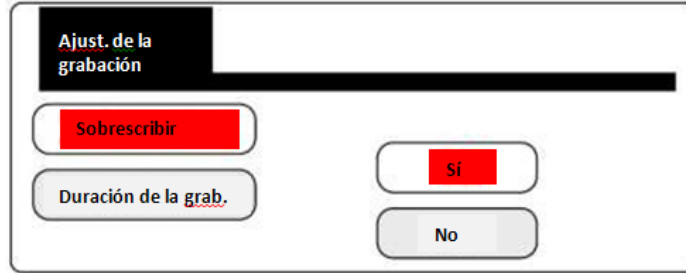 Ajust. de la
grabación
Sobrescribir
Duración de la grab.
Sí
No